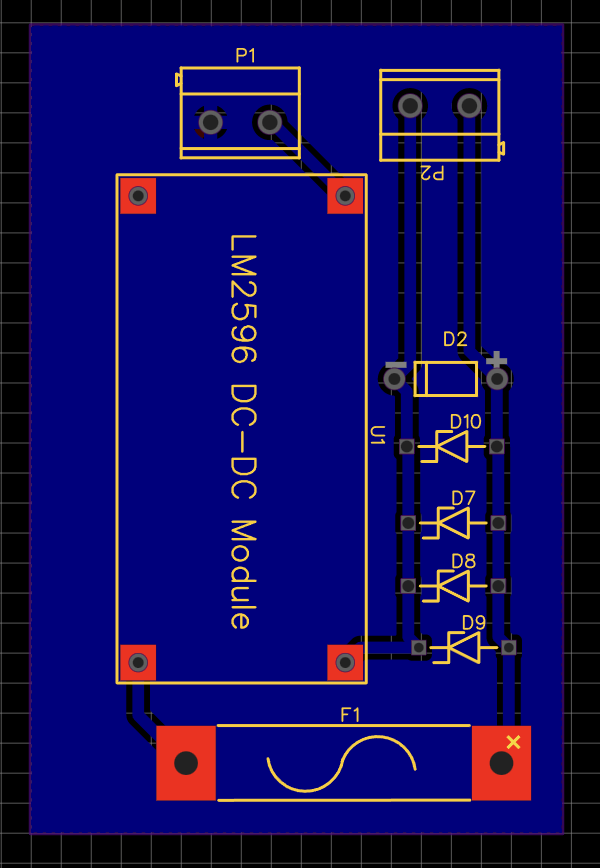 P1
P2
LM2596 DC-DC Module
D2
−
+
D10
U1
D7
D8
D9
F1
×